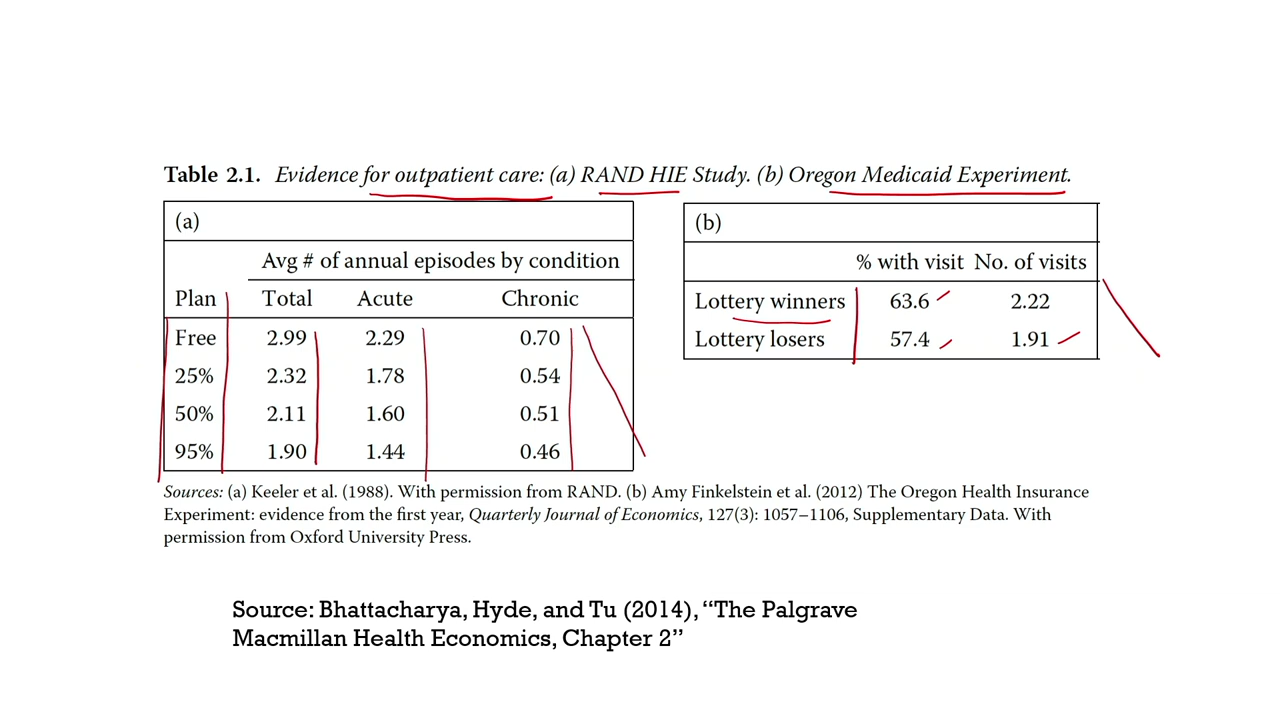 Table 2.1. Evidence for outpatient care: (a) RAND HIE Study. (b) Oregon Medicaid Experiment.
(a)
Avg # of annual episodes by condition
Plan Total Acute Chronic
Free 2.99 2.29 0.70
25% 2.32 1.78 0.54
50% 2.11 1.60 0.51
95% 1.90 1.44 0.46
(b)
% with visit No. of visits
Lottery winners 63.6 2.22
Lottery losers 57.4 1.91
Sources: (a) Keeler et al. (1988). With permission from RAND. (b) Amy Finkelstein et al. (2012) The Oregon Health Insurance
Experiment: evidence from the first year, Quarterly Journal of Economics, 127(3): 1057–1106, Supplementary Data. With
permission from Oxford University Press.
Source: Bhattacharya, Hyde, and Tu (2014), “The Palgrave
Macmillan Health Economics, Chapter 2”